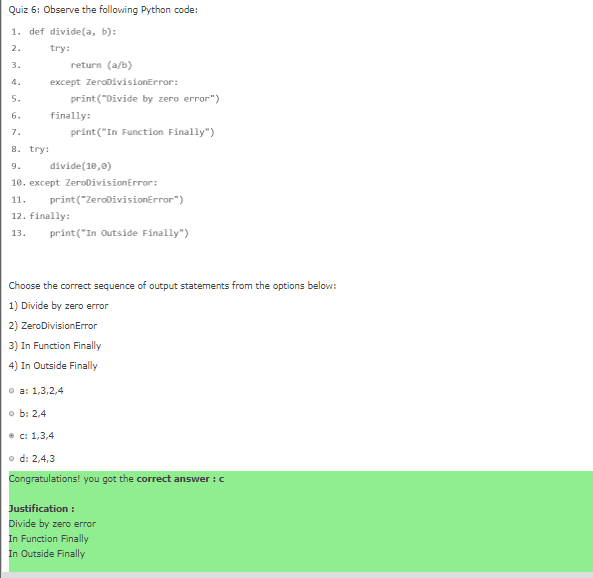 Quiz 6: Observe the following Python code:
1. def divide(a, b):
2.     try:
3.         return (a/b)
4.     except ZeroDivisionError:
5.         print("Divide by zero error")
6.     finally:
7.         print("In Function Finally")
8. try:
9.     divide(10,0)
10. except ZeroDivisionError:
11.     print("ZeroDivisionError")
12. finally:
13.     print("In Outside Finally")
Choose the correct sequence of output statements from the options below:
1) Divide by zero error
2) ZeroDivisionError
3) In Function Finally
4) In Outside Finally
a: 1,3,2,4
b: 2,4
c: 1,3,4
d: 2,4,3
Congratulations! you got the correct answer : c
Justification :
Divide by zero error
In Function Finally
In Outside Finally